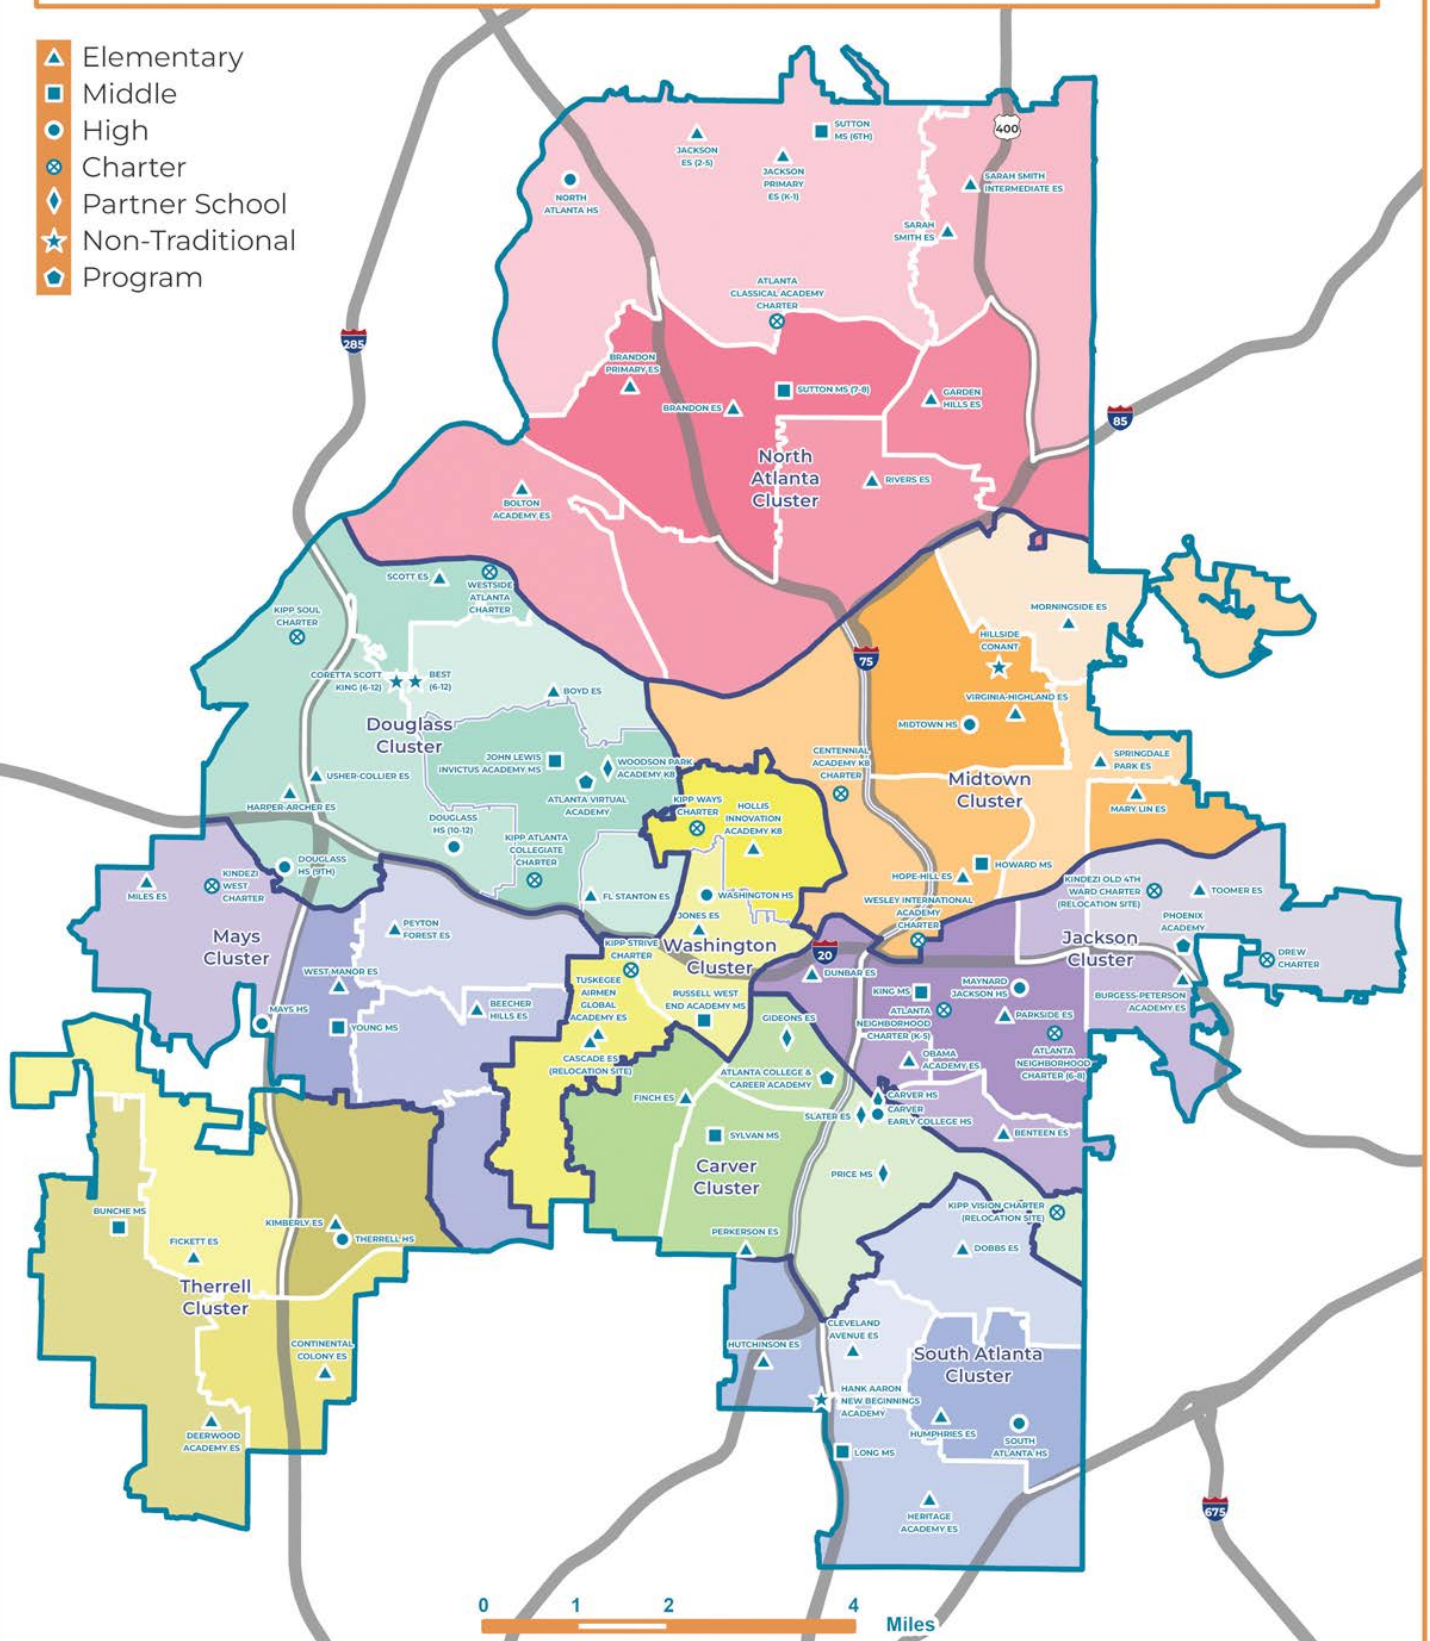 Elementary
Middle
High
Charter
Partner School
Non-Traditional
Program
400
285
85
75
20
675
JACKSON
ES (2-5)
SUTTON
MS (6TH)
JACKSON
PRIMARY
ES (K-1)
NORTH
ATLANTA HS
SARAH SMITH
INTERMEDIATE ES
SARAH
SMITH ES
ATLANTA
CLASSICAL ACADEMY
CHARTER
BRANDON
PRIMARY ES
BRANDON ES
SUTTON MS (7-8)
GARDEN
HILLS ES
North
Atlanta
Cluster
RIVERS ES
BOLTON
ACADEMY ES
SCOTT ES
WESTSIDE
ATLANTA
CHARTER
KIPP SOUL
CHARTER
CORETTA SCOTT
KING (6-12)
BEST
(6-12)
BOYD ES
Douglass
Cluster
JOHN LEWIS
INVICTUS ACADEMY MS
WOODSON PARK
ACADEMY K8
ATLANTA VIRTUAL
ACADEMY
USHER-COLLIER ES
HARPER-ARCHER ES
DOUGLASS
HS (10-12)
KIPP ATLANTA
COLLEGIATE
CHARTER
DOUGLASS
HS (9TH)
FL STANTON ES
MORNINGSIDE ES
HILLSIDE
CONANT
VIRGINIA-HIGHLAND ES
MIDTOWN HS
CENTENNIAL
ACADEMY K8
CHARTER
Midtown
Cluster
SPRINGDALE
PARK ES
MARY LIN ES
HOWARD MS
HOPE-HILL ES
WESLEY INTERNATIONAL
ACADEMY
CHARTER
KIPP WAYS
CHARTER
HOLLIS
INNOVATION
ACADEMY K8
WASHINGTON HS
JONES ES
Washington
Cluster
KIPP STRIVE
CHARTER
TUSKEGEE
AIRMEN
GLOBAL
ACADEMY ES
RUSSELL WEST
END ACADEMY MS
CASCADE ES
(RELOCATION SITE)
MILES ES
KINDEZI
WEST
CHARTER
Mays
Cluster
PEYTON
FOREST ES
WEST MANOR ES
MAYS HS
YOUNG MS
BEECHER
HILLS ES
KINDEZI OLD 4TH
WARD CHARTER
(RELOCATION SITE)
TOOMER ES
PHOENIX
ACADEMY
Jackson
Cluster
DREW
CHARTER
BURGESS-PETERSON
ACADEMY ES
DUNBAR ES
KING MS
MAYNARD
JACKSON HS
ATLANTA
NEIGHBORHOOD
CHARTER (K-5)
PARKSIDE ES
ATLANTA
NEIGHBORHOOD
CHARTER (6-8)
OBAMA
ACADEMY ES
BENTEEN ES
GIDEONS ES
ATLANTA COLLEGE &
CAREER ACADEMY
FINCH ES
SLATER ES
CARVER HS
CARVER
EARLY COLLEGE HS
SYLVAN MS
Carver
Cluster
PRICE MS
PERKERSON ES
KIPP VISION CHARTER
(RELOCATION SITE)
BUNCHE MS
FICKETT ES
KIMBERLY ES
THERRELL HS
Therrell
Cluster
CONTINENTAL
COLONY ES
DEERWOOD
ACADEMY ES
DOBBS ES
CLEVELAND
AVENUE ES
HUTCHINSON ES
South Atlanta
Cluster
HANK AARON
NEW BEGINNINGS
ACADEMY
HUMPHRIES ES
SOUTH
ATLANTA HS
LONG MS
HERITAGE
ACADEMY ES
0 1 2 4
Miles